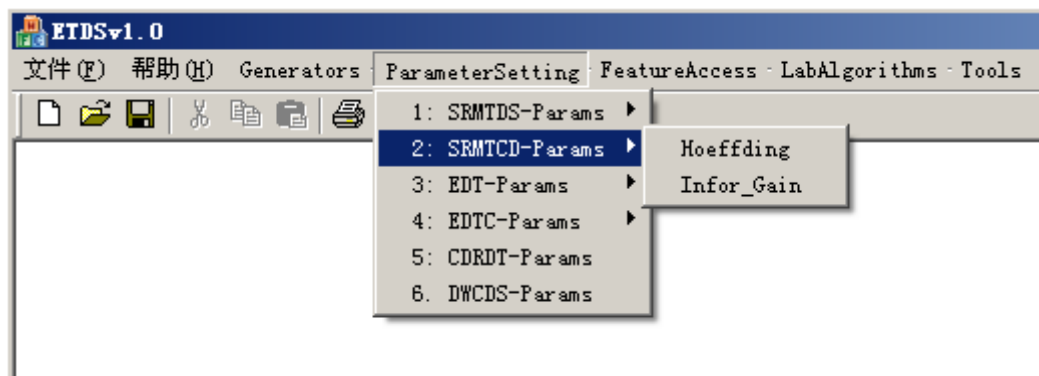 ETDSv1.0
文件(F) 帮助(H) Generators ParameterSetting FeatureAccess LabAlgorithms Tools
1: SRMTDS-Params
2: SRMTCD-Params
Hoeffding
3: EDT-Params
Infor_Gain
4: EDTC-Params
5: CDRDT-Params
6. DWCDS-Params